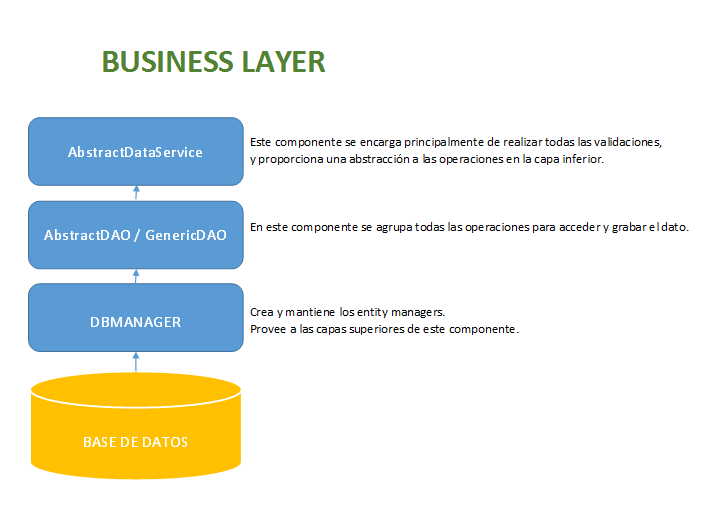 BUSINESS LAYER
AbstractDataService
Este componente se encarga principalmente de realizar todas las validaciones,
y proporciona una abstracción a las operaciones en la capa inferior.
AbstractDAO / GenericDAO
En este componente se agrupa todas las operaciones para acceder y grabar el dato.
DBMANAGER
Crea y mantiene los entity managers.
Provee a las capas superiores de este componente.
BASE DE DATOS